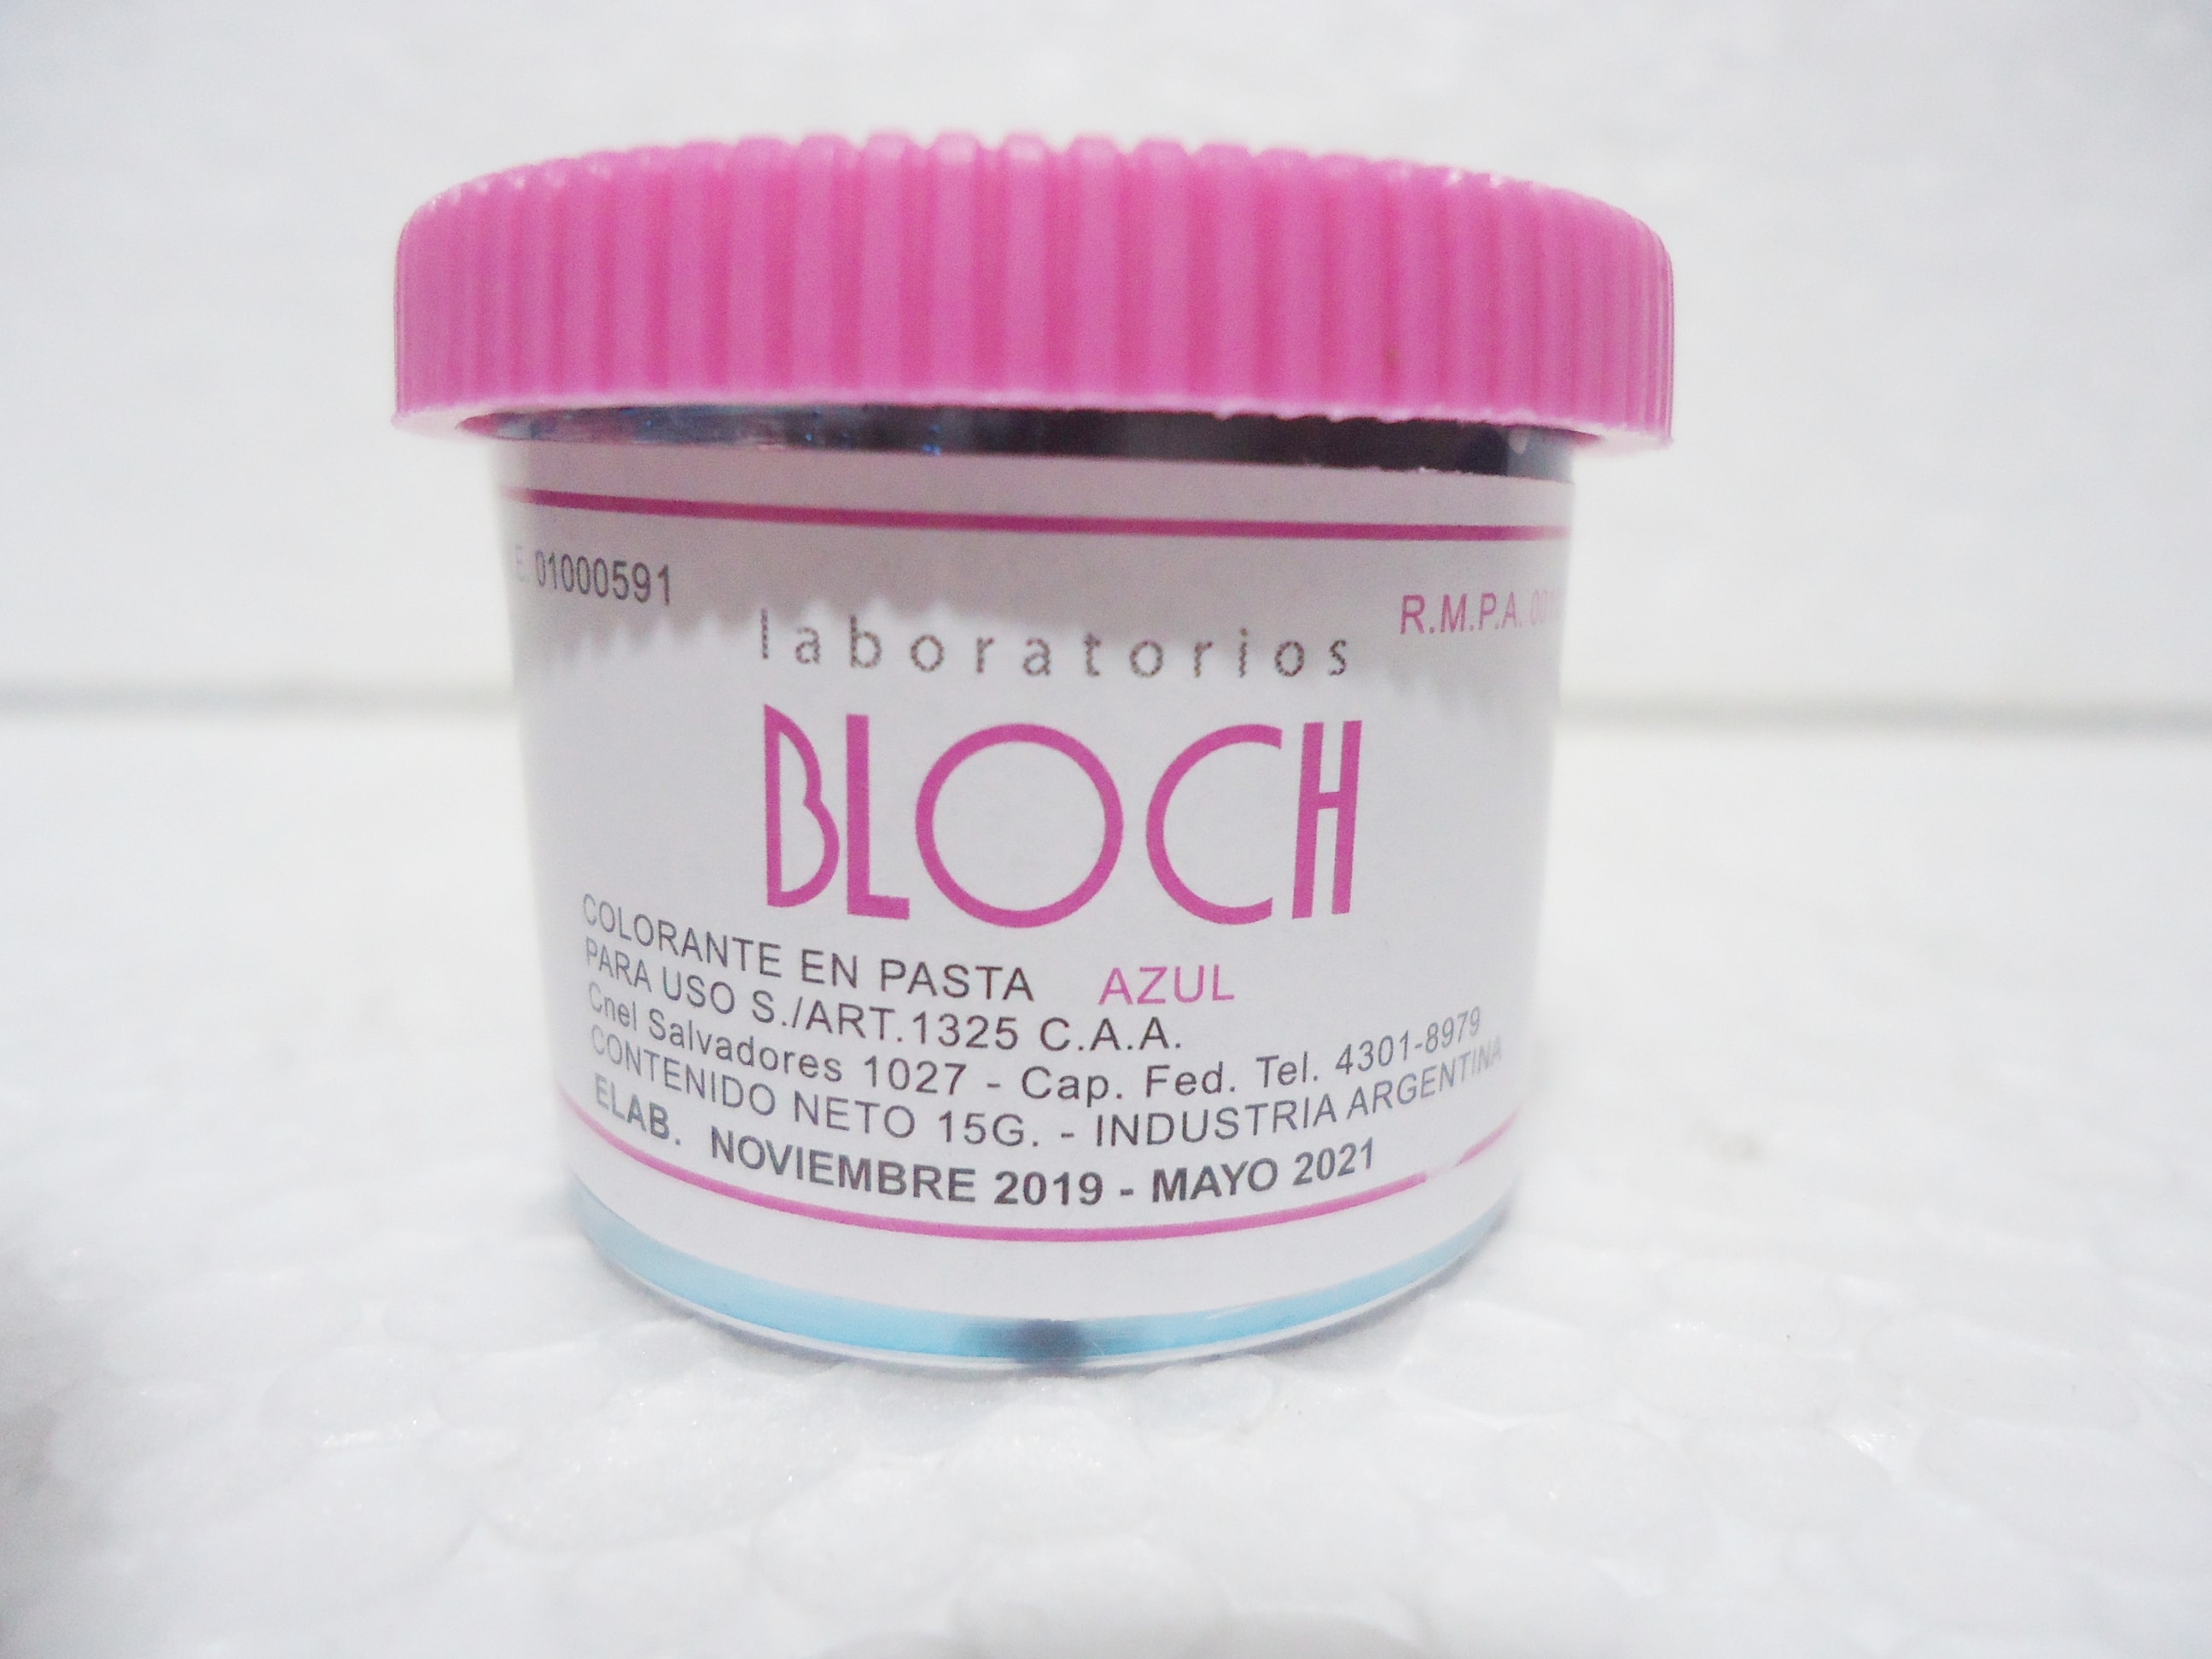 E. 01000591
R.M.P.A.
laboratorios
BLOCH
COLORANTE EN PASTA AZUL
PARA USO S./ART.1325 C.A.A.
Cnel Salvadores 1027 - Cap. Fed. Tel. 4301-8979
CONTENIDO NETO 15G. - INDUSTRIA ARGENTINA
ELAB. NOVIEMBRE 2019 - MAYO 2021